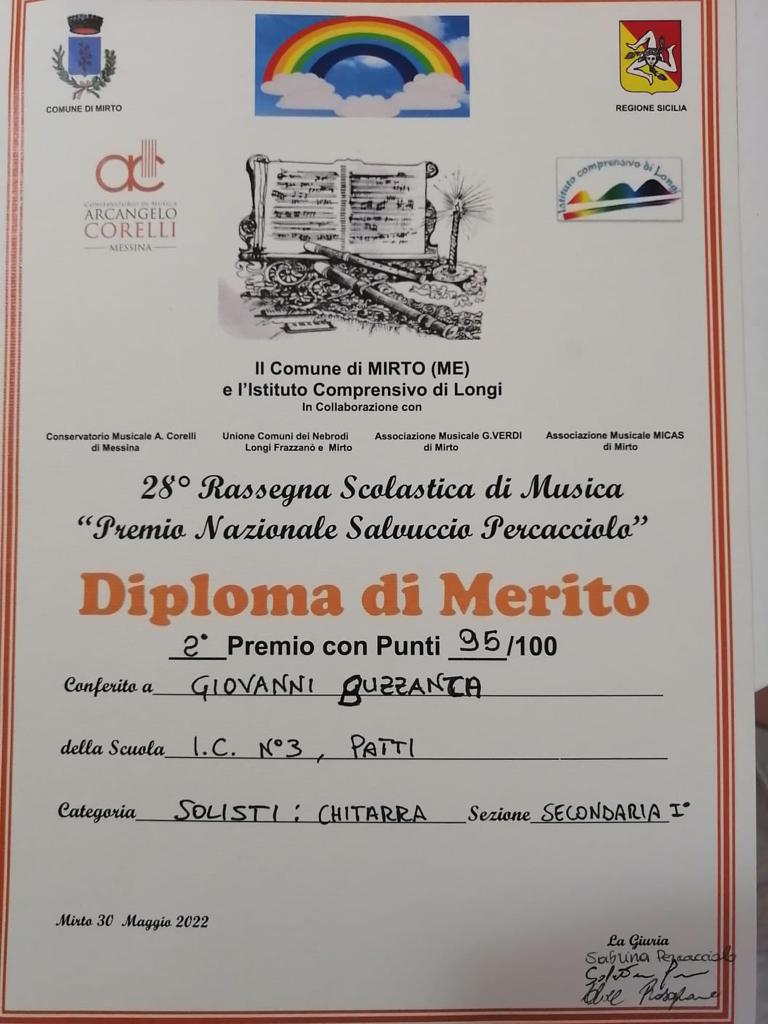 COMUNE DI MIRTO
REGIONE SICILIA
CONSERVATORIO DI MUSICA
ARCANGELO
CORELLI
MESSINA
Istituto comprensivo di Longi
Il Comune di MIRTO (ME)
e l'Istituto Comprensivo di Longi
In Collaborazione con
Conservatorio Musicale A. Corelli
di Messina
Unione Comuni dei Nebrodi
Longi Frazzanò e Mirto
Associazione Musicale G.VERDI
di Mirto
Associazione Musicale MICAS
di Mirto
28° Rassegna Scolastica di Musica
“Premio Nazionale Salvuccio Percacciolo”
Diploma di Merito
2° Premio con Punti 95/100
Conferito a GIOVANNI BUZZANCA
della Scuola I.C. N°3, PATTI
Categoria SOLISTI: CHITARRA Sezione SECONDARIA I°
Mirto 30 Maggio 2022
La Giuria
Sabrina Percacciolo